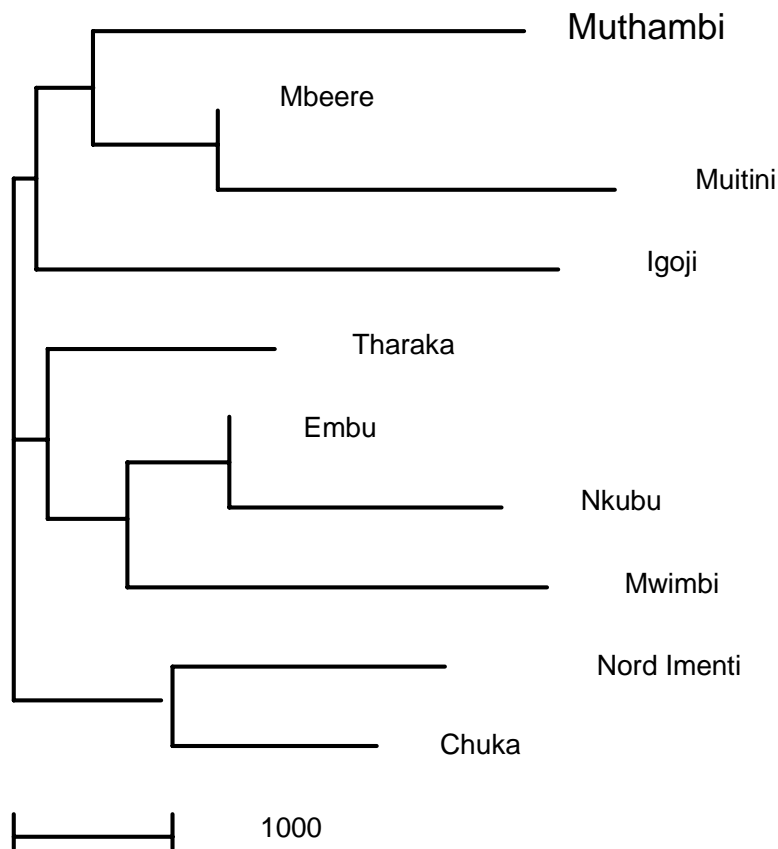 Muthambi
Mbeere
Muitini
Igoji
Tharaka
Embu
Nkubu
Mwimbi
Nord Imenti
Chuka
1000